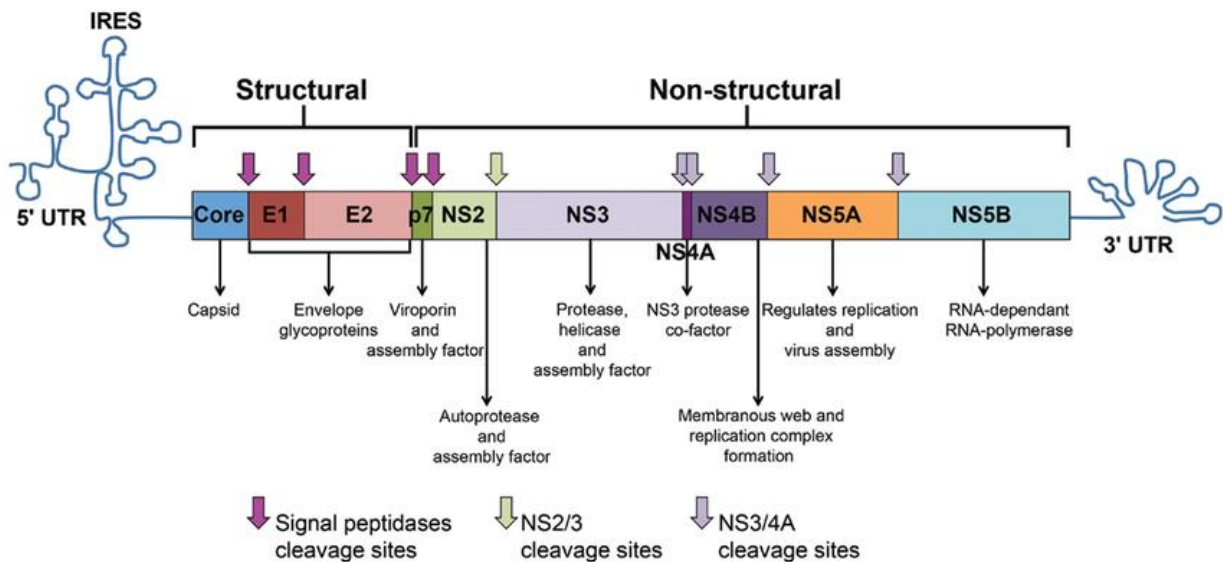 IRES
Structural
Non-structural
5' UTR
Core
E1
E2
p7
NS2
NS3
NS4A
NS4B
NS5A
NS5B
3' UTR
Capsid
Envelope
glycoproteins
Viroporin
and
assembly factor
Autoprotease
and
assembly factor
Protease,
helicase
and
assembly factor
NS3 protease
co-factor
Membranous web and
replication complex
formation
Regulates replication
and
virus assembly
RNA-dependant
RNA-polymerase
Signal peptidases
cleavage sites
NS2/3
cleavage sites
NS3/4A
cleavage sites